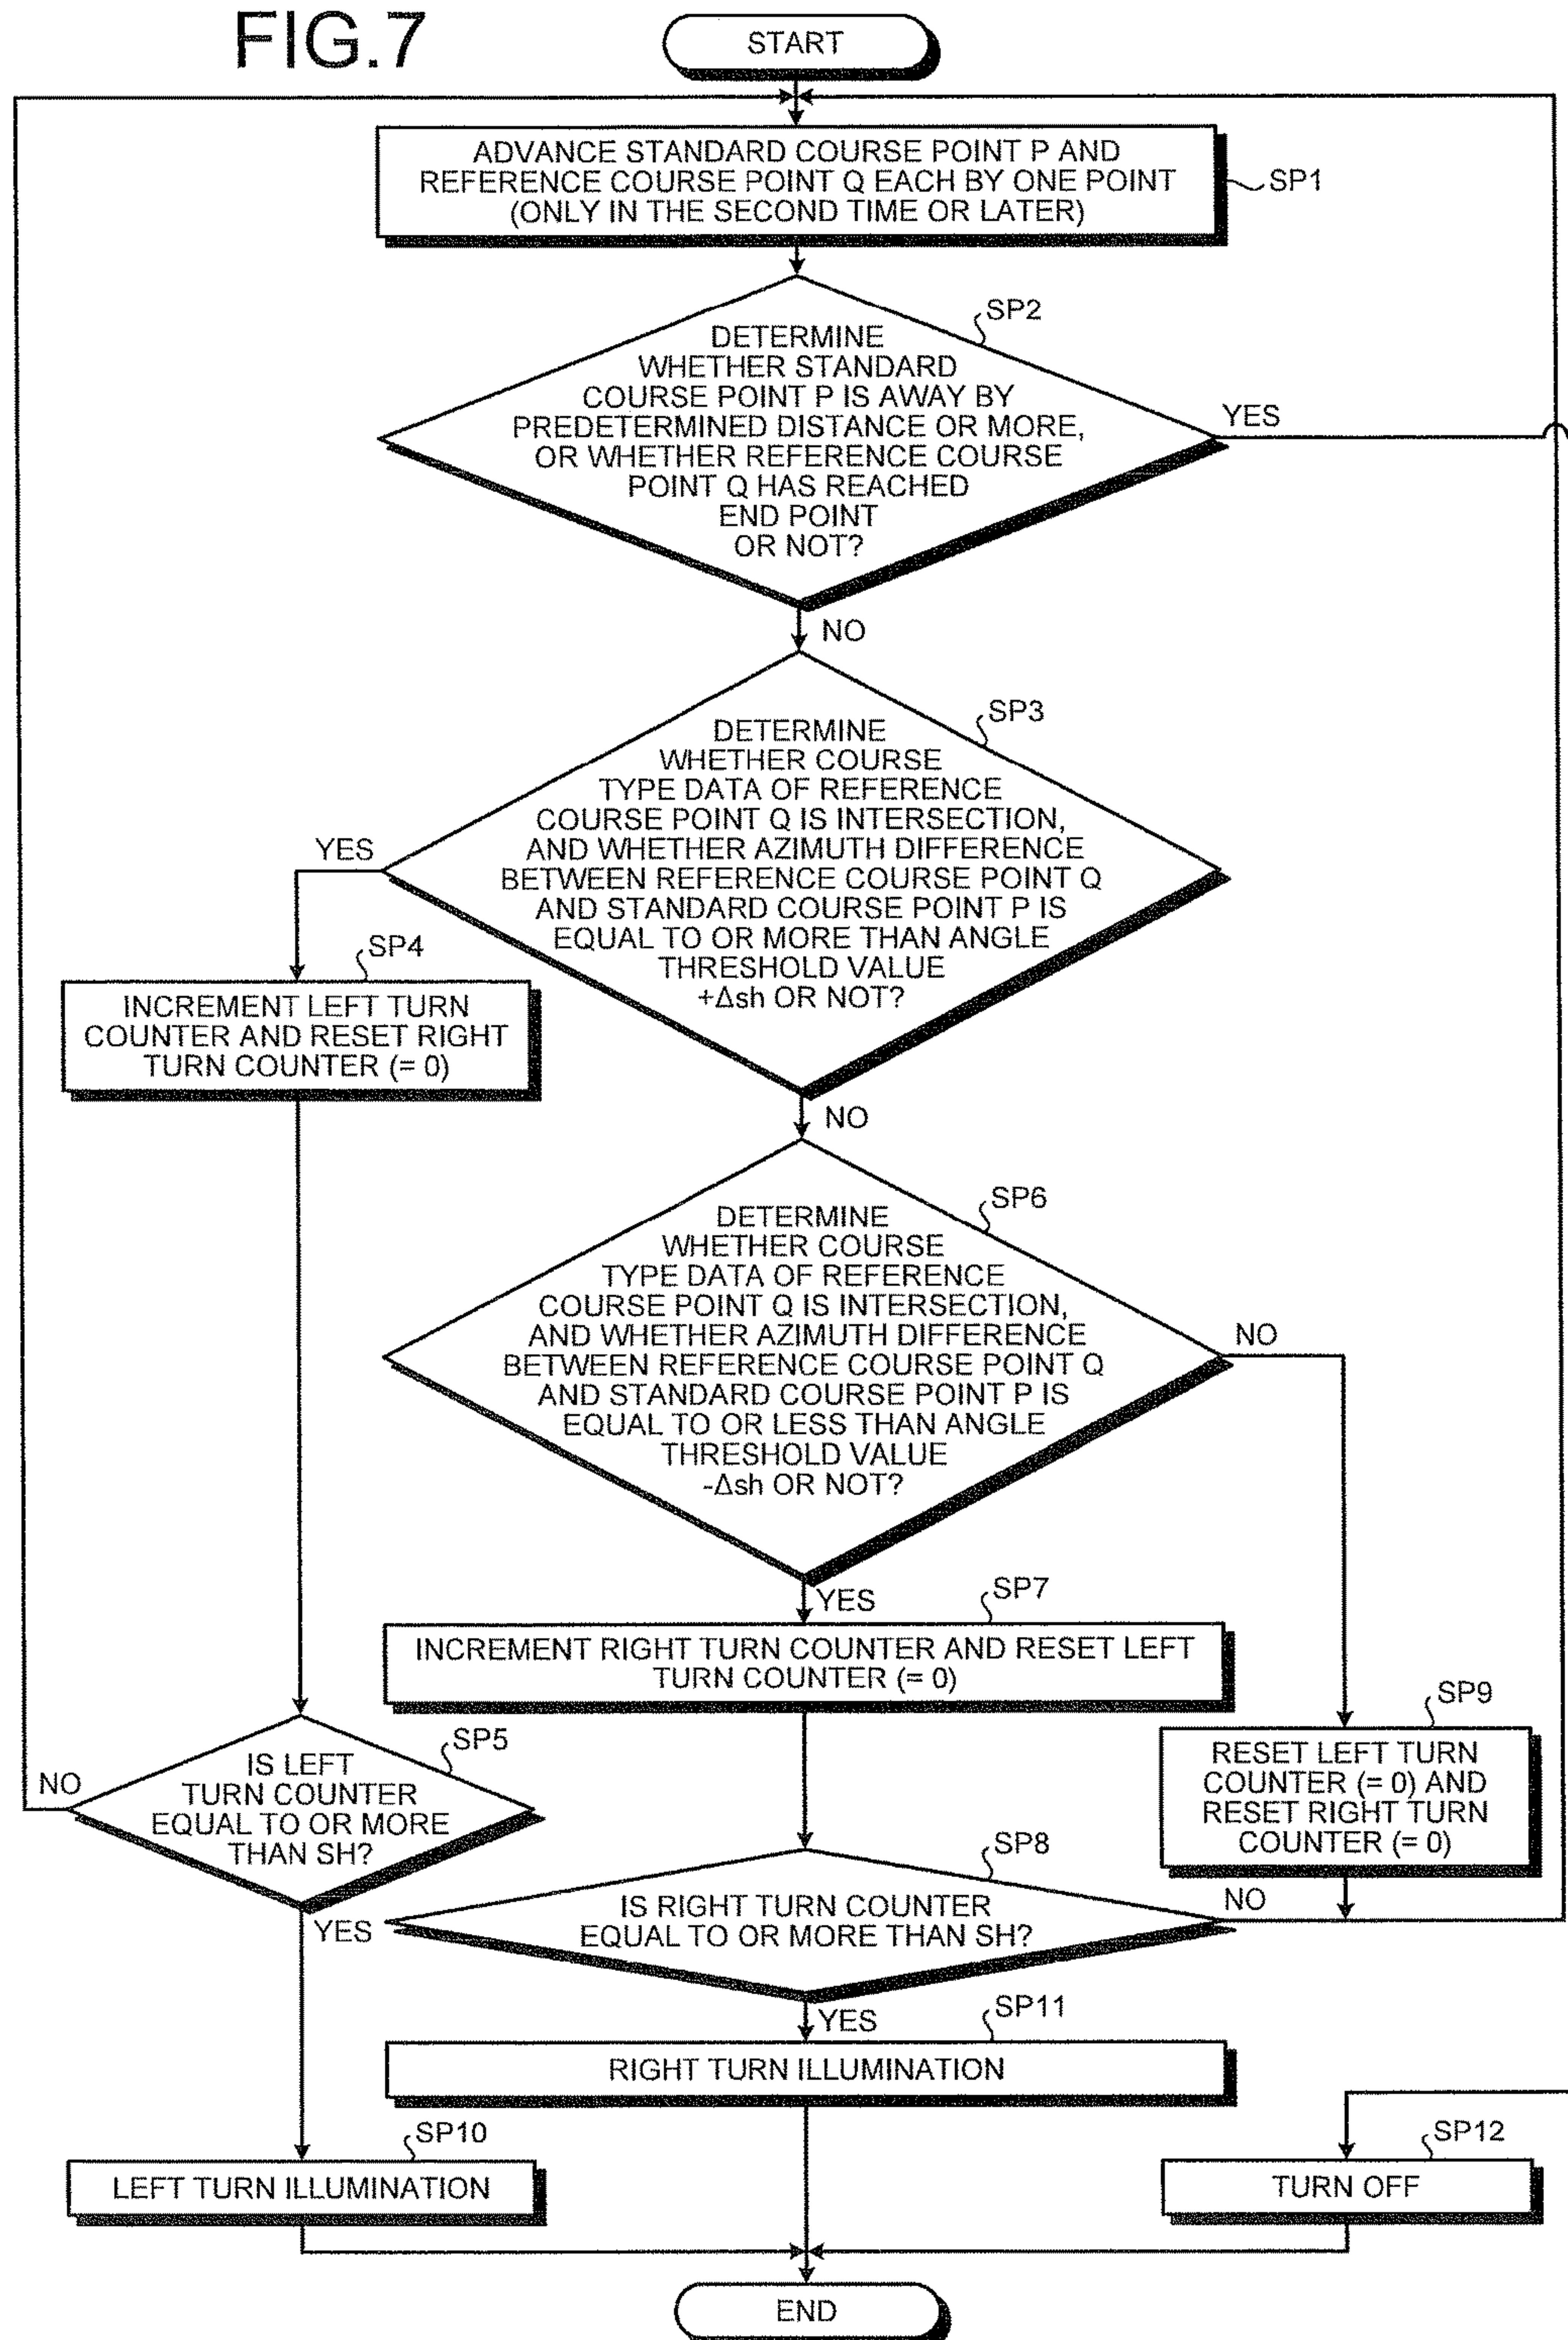 FIG.7
START
ADVANCE STANDARD COURSE POINT P AND
REFERENCE COURSE POINT Q EACH BY ONE POINT
(ONLY IN THE SECOND TIME OR LATER)
SP1
SP2
DETERMINE
WHETHER STANDARD
COURSE POINT P IS AWAY BY
PREDETERMINED DISTANCE OR MORE,
OR WHETHER REFERENCE COURSE
POINT Q HAS REACHED
END POINT
OR NOT?
YES
NO
SP3
DETERMINE
WHETHER COURSE
TYPE DATA OF REFERENCE
COURSE POINT Q IS INTERSECTION,
AND WHETHER AZIMUTH DIFFERENCE
BETWEEN REFERENCE COURSE POINT Q
AND STANDARD COURSE POINT P IS
EQUAL TO OR MORE THAN ANGLE
THRESHOLD VALUE
+Δsh OR NOT?
YES
SP4
INCREMENT LEFT TURN
COUNTER AND RESET RIGHT
TURN COUNTER (= 0)
NO
SP6
DETERMINE
WHETHER COURSE
TYPE DATA OF REFERENCE
COURSE POINT Q IS INTERSECTION,
AND WHETHER AZIMUTH DIFFERENCE
BETWEEN REFERENCE COURSE POINT Q
AND STANDARD COURSE POINT P IS
EQUAL TO OR LESS THAN ANGLE
THRESHOLD VALUE
-Δsh OR NOT?
NO
YES
SP7
INCREMENT RIGHT TURN COUNTER AND RESET LEFT
TURN COUNTER (= 0)
SP9
RESET LEFT TURN
COUNTER (= 0) AND
RESET RIGHT TURN
COUNTER (= 0)
SP5
IS LEFT
TURN COUNTER
EQUAL TO OR MORE
THAN SH?
NO
YES
SP8
IS RIGHT TURN COUNTER
EQUAL TO OR MORE THAN SH?
NO
YES
SP11
RIGHT TURN ILLUMINATION
SP10
LEFT TURN ILLUMINATION
SP12
TURN OFF
END